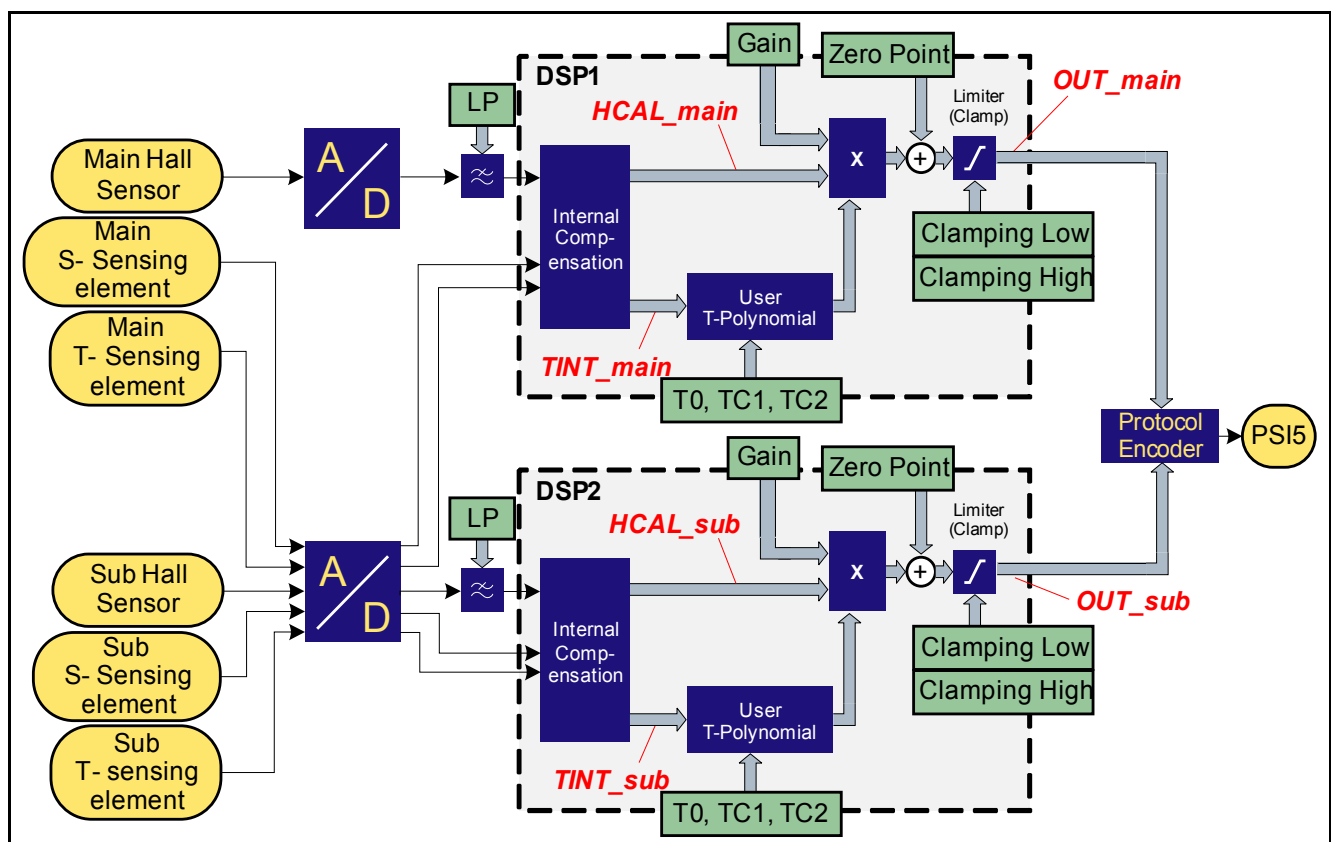 Gain
Zero Point
DSP1
OUT_main
LP
HCAL_main
Limiter
(Clamp)
Main Hall
Sensor
A
D
≈
x
+
Main
S- Sensing
element
Internal
Comp-
ensation
Clamping Low
Clamping High
Main
T- Sensing
element
User
T-Polynomial
TINT_main
T0, TC1, TC2
Protocol
Encoder
PSI5
Gain
Zero Point
DSP2
LP
HCAL_sub
Limiter
(Clamp)
Sub Hall
Sensor
A
D
≈
x
+
OUT_sub
Sub
S- Sensing
element
Internal
Comp-
ensation
Clamping Low
Clamping High
User
T-Polynomial
Sub
T- sensing
element
TINT_sub
T0, TC1, TC2